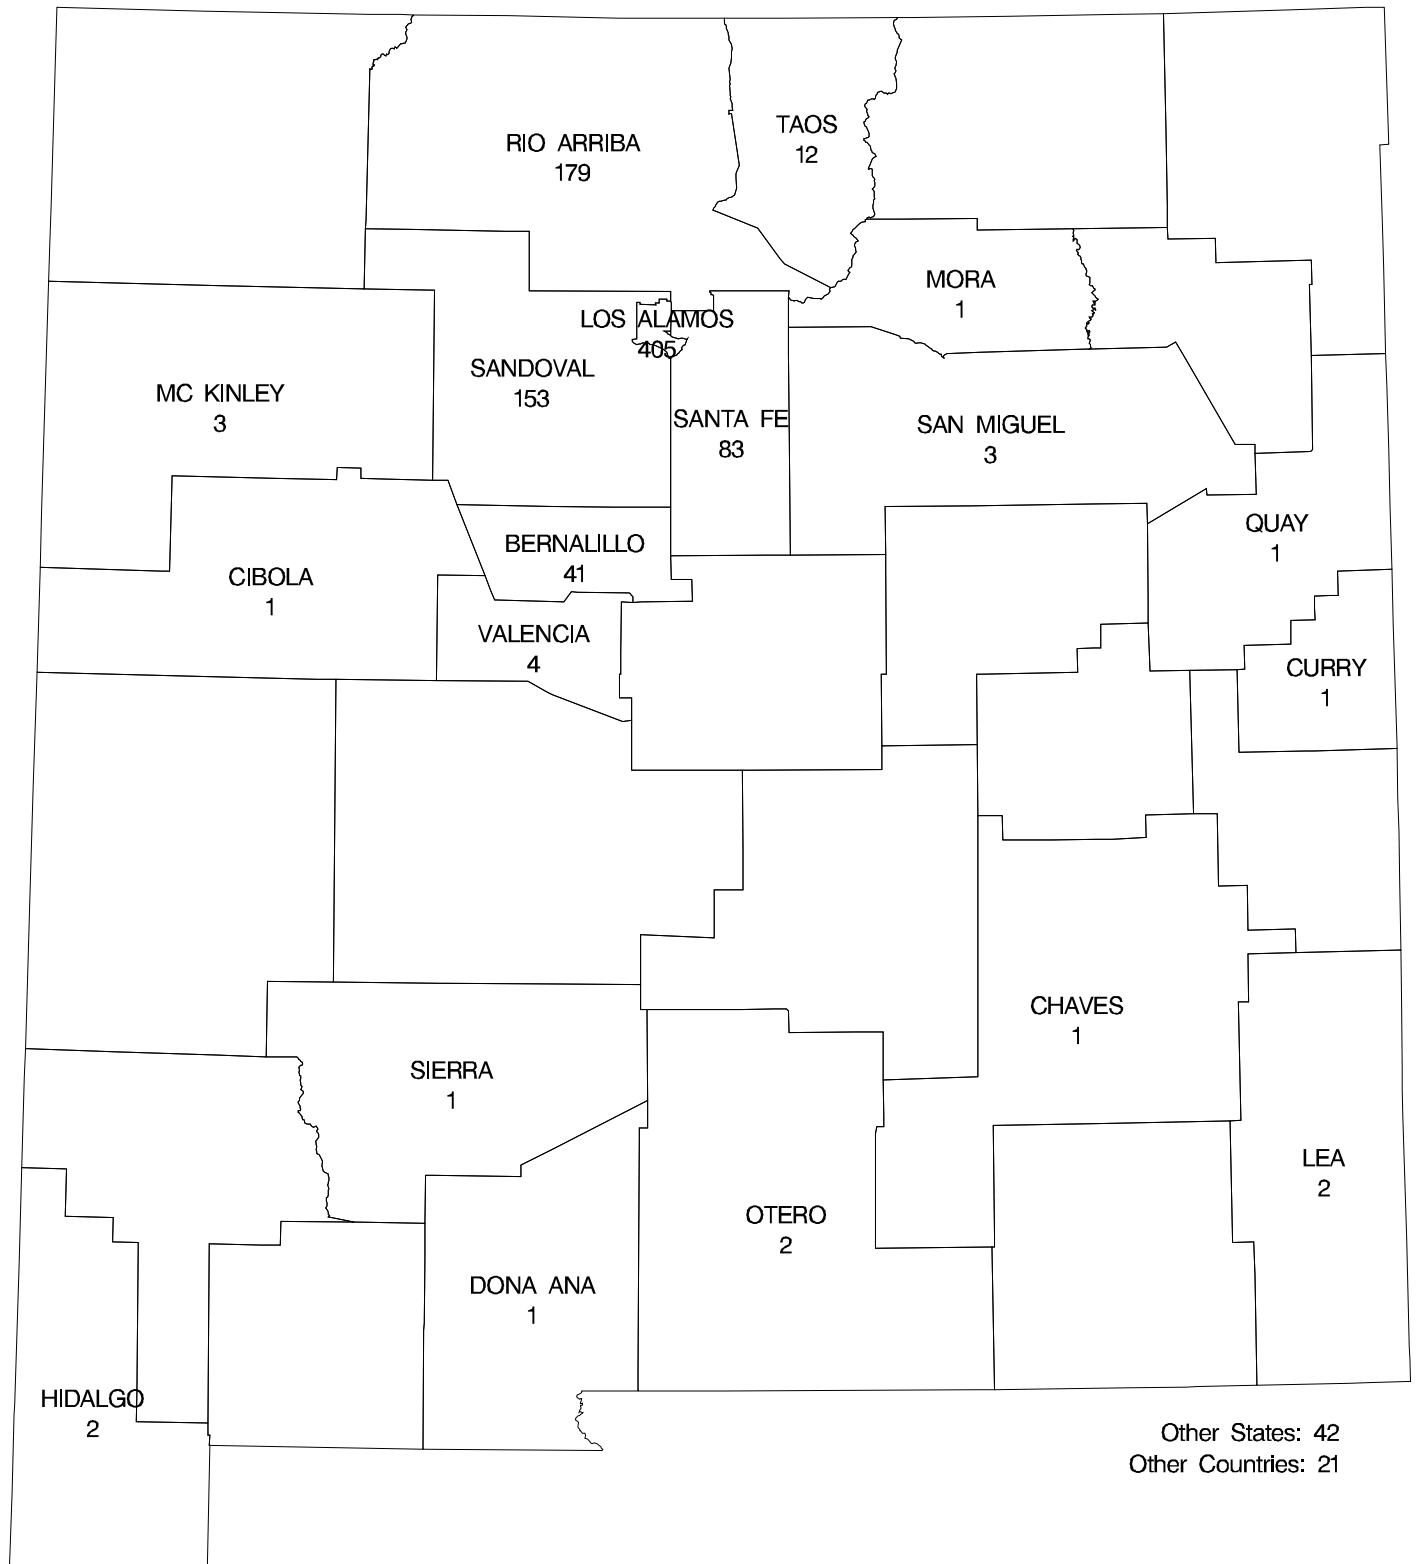 TAOS
12
RIO ARRIBA
179
MORA
1
LOS ALAMOS
405
SANDOVAL
153
MC KINLEY
3
SANTA FE
83
SAN MIGUEL
3
QUAY
1
BERNALILLO
41
CIBOLA
1
VALENCIA
4
CURRY
1
CHAVES
1
SIERRA
1
LEA
2
OTERO
2
DONA ANA
1
HIDALGO
2
Other States: 42
Other Countries: 21